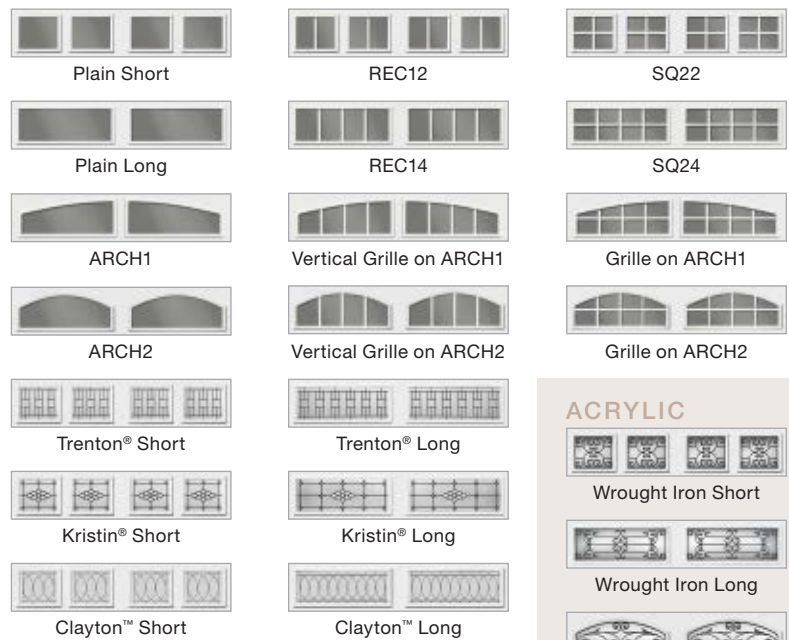 Plain Short
REC12
SQ22
Plain Long
REC14
SQ24
ARCH1
Vertical Grille on ARCH1
Grille on ARCH1
ARCH2
Vertical Grille on ARCH2
Grille on ARCH2
Trenton® Short
Trenton® Long
Kristin® Short
Kristin® Long
Clayton™ Short
Clayton™ Long
ACRYLIC
Wrought Iron Short
Wrought Iron Long